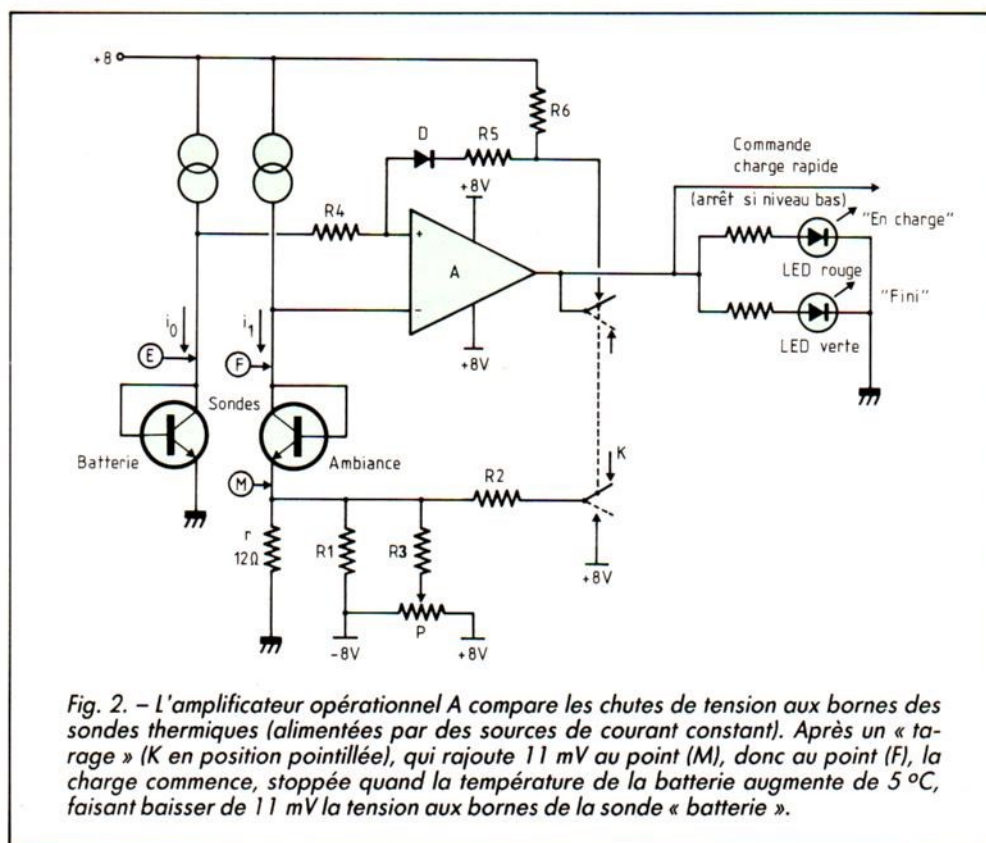 +8
R6
D
R5
Commande
charge rapide
+8V
(arrêt si niveau bas)
"En charge"
R4
+
A
-
LED rouge
"Fini"
LED verte
+8V
i0
i1
E
F
Sondes
Batterie
Ambiance
M
R2
K
r
12Ω
R1
R3
+8V
P
-8V
+8V
Fig. 2. – L'amplificateur opérationnel A compare les chutes de tension aux bornes des
sondes thermiques (alimentées par des sources de courant constant). Après un « ta-
rage » (K en position pointillée), qui rajoute 11 mV au point (M), donc au point (F), la
charge commence, stoppée quand la température de la batterie augmente de 5 °C,
faisant baisser de 11 mV la tension aux bornes de la sonde « batterie ».